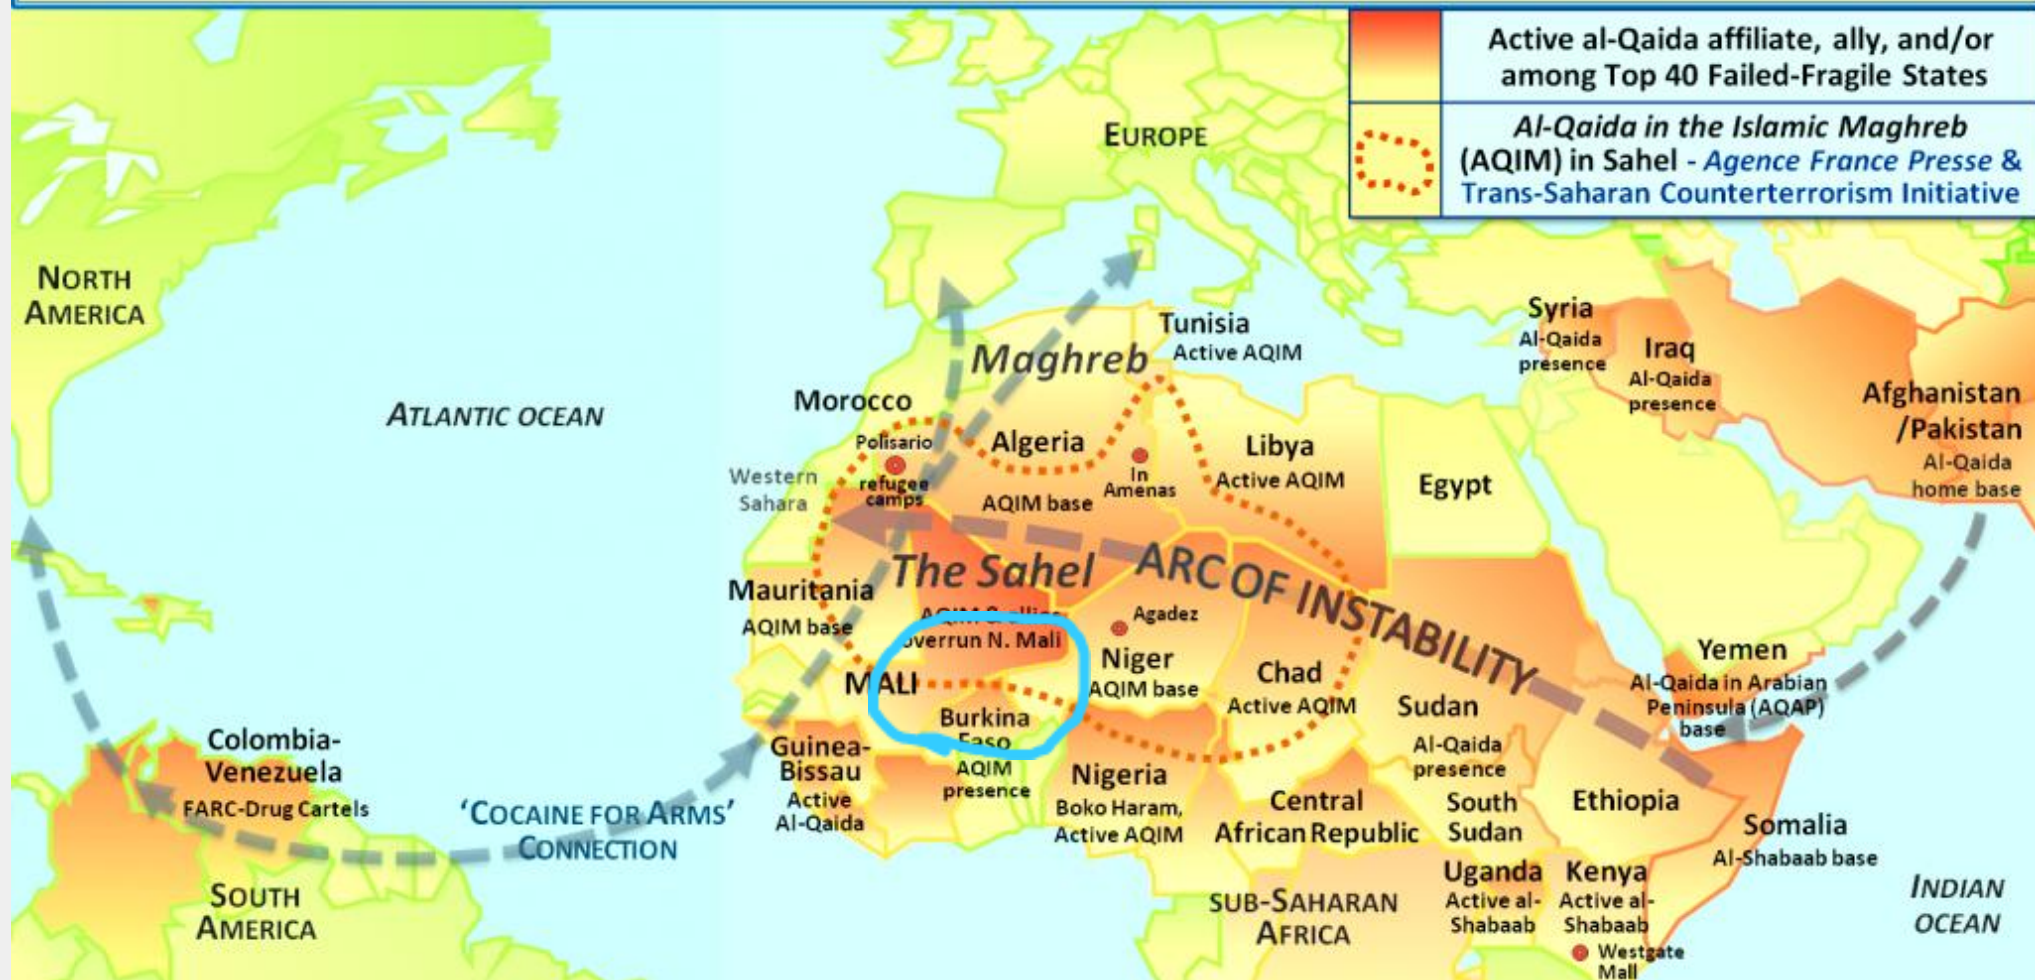 Active al-Qaida affiliate, ally, and/or
among Top 40 Failed-Fragile States
Al-Qaida in the Islamic Maghreb
(AQIM) in Sahel - Agence France Presse &
Trans-Saharan Counterterrorism Initiative
EUROPE
NORTH
AMERICA
ATLANTIC OCEAN
Maghreb
Tunisia
Active AQIM
Syria
Al-Qaida
presence
Iraq
Al-Qaida
presence
Afghanistan
/Pakistan
Al-Qaida
home base
Morocco
Polisario
refugee
camps
Western
Sahara
Algeria
AQIM base
In
Amenas
Libya
Active AQIM
Egypt
The Sahel
ARC OF INSTABILITY
Mauritania
AQIM base
AQIM & allies
overrun N. Mali
MALI
Agadez
Niger
AQIM base
Chad
Active AQIM
Sudan
Al-Qaida
presence
Yemen
Al-Qaida in Arabian
Peninsula (AQAP)
base
Burkina
Faso
AQIM
presence
Guinea-
Bissau
Active
Al-Qaida
Nigeria
Boko Haram,
Active AQIM
Central
African Republic
South
Sudan
Ethiopia
Somalia
Al-Shabaab base
Uganda
Active al-
Shabaab
Kenya
Active al-
Shabaab
Westgate
Mall
SUB-SAHARAN
AFRICA
INDIAN
OCEAN
Colombia-
Venezuela
FARC-Drug Cartels
'COCAINE FOR ARMS'
CONNECTION
SOUTH
AMERICA